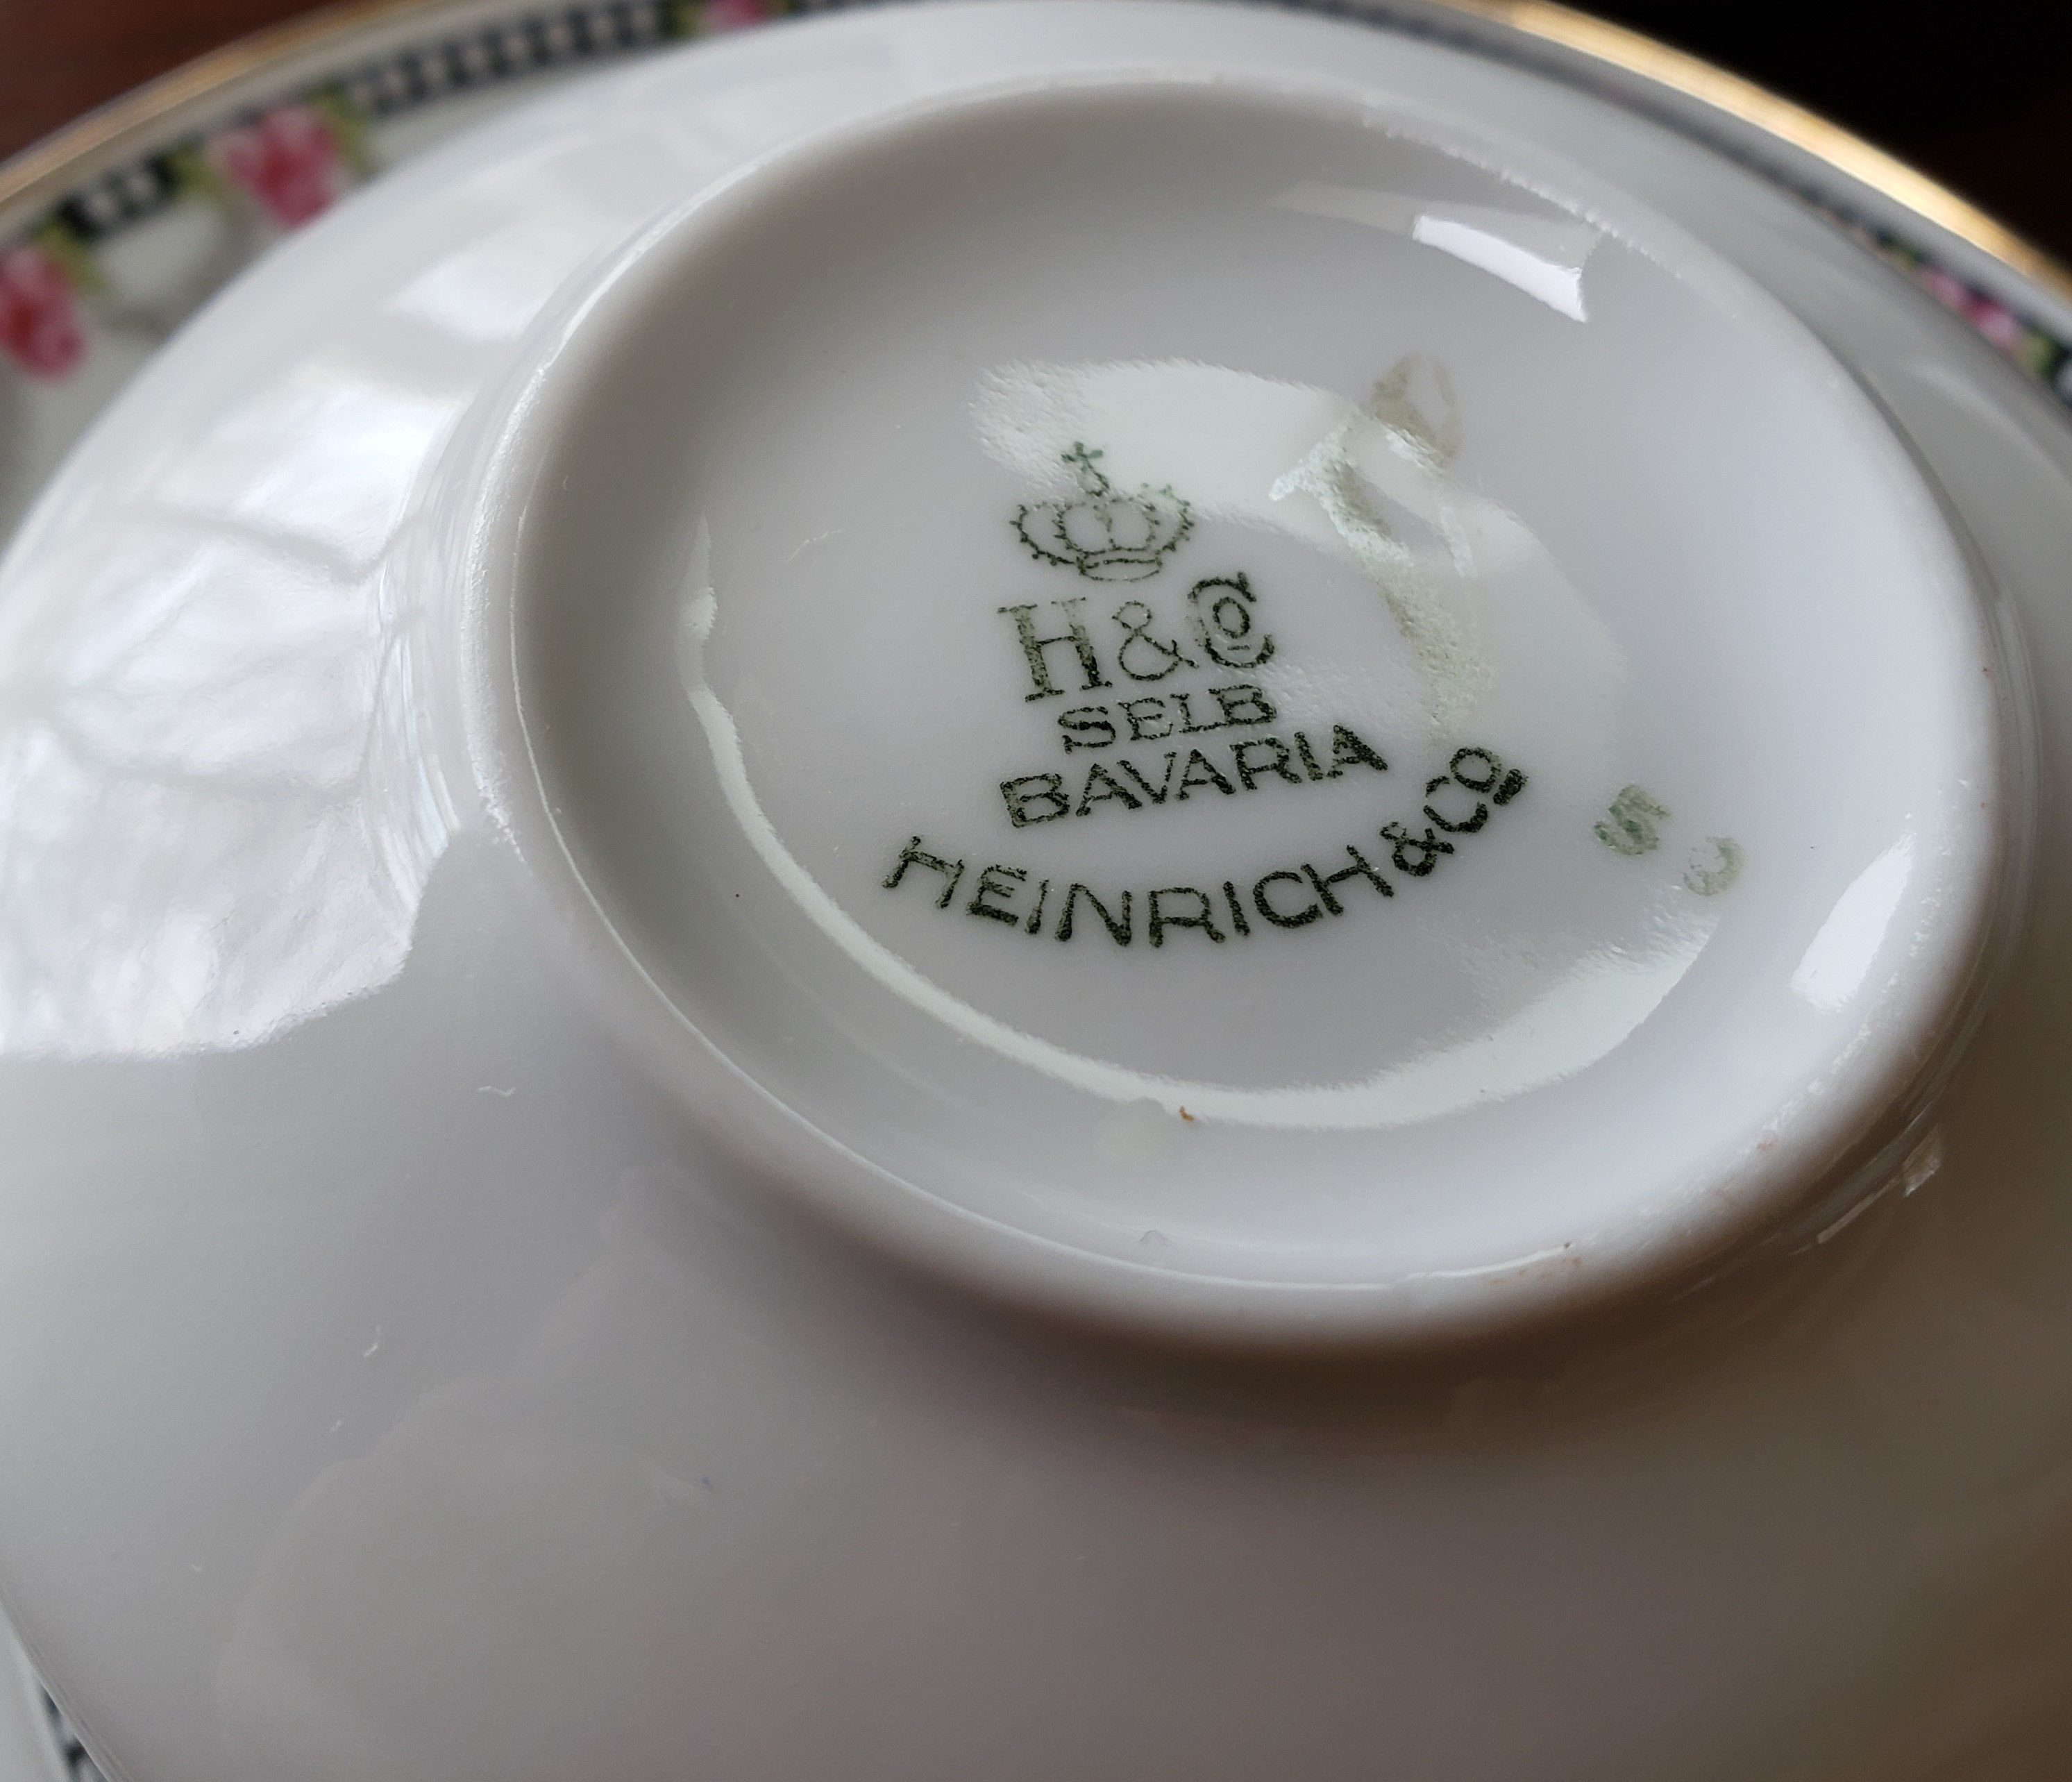 H&Co
SELB
BAVARIA
HEINRICH & Co